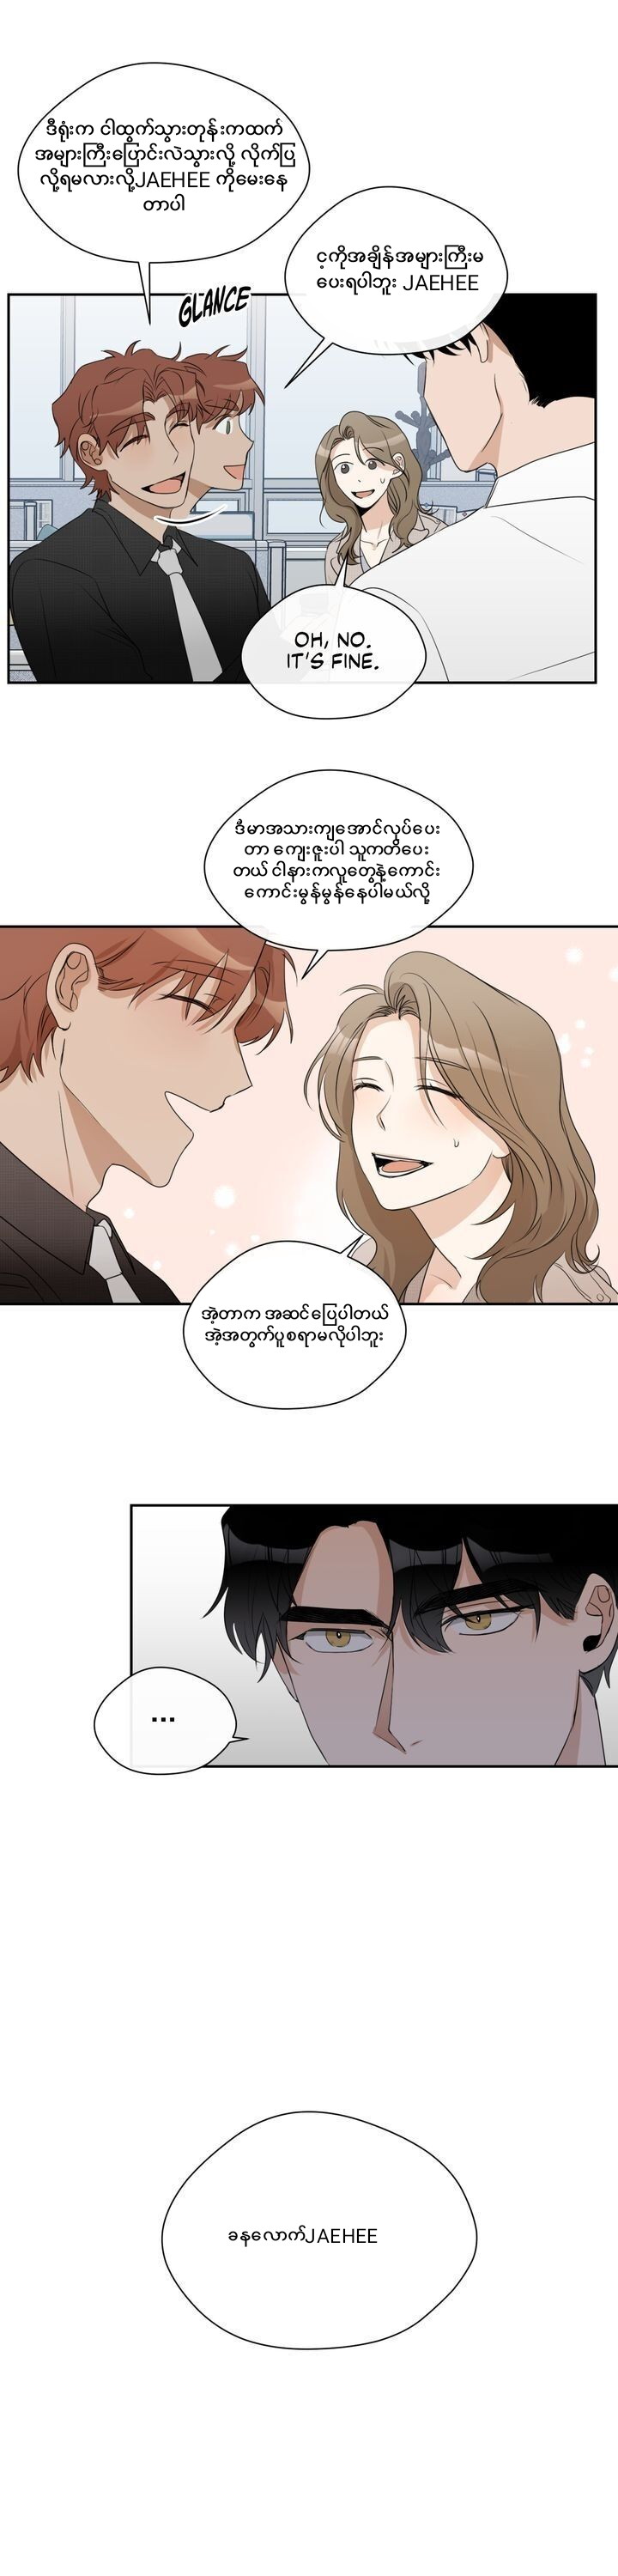 ဒီရုံးက ငါထွက်သွားတုန်းကထက်
အများကြီးပြောင်းလဲသွားလို့ လိုက်ပြ
လို့ရမလားလို့JAEHEE ကိုမေးနေ
တာပါ
ငှကိုအချိန်အများကြီးမ
ပေးရပါဘူး JAEHEE
GLANCE
OH, NO.
IT'S FINE.
ဒီမာအသားကျအောင်လုပ်ပေး
တာ ကျေးဇူးပါ သူကတိပေး
တယ် ငါနားကလူတွေနဲ့ကောင်း
ကောင်းမွန်မွန်နေပါမယ်လို့
အဲ့တာက အဆင်ပြေပါတယ်
အဲ့အတွက်ပူစရာမလိုပါဘူး
...
ခနလောက်JAEHEE